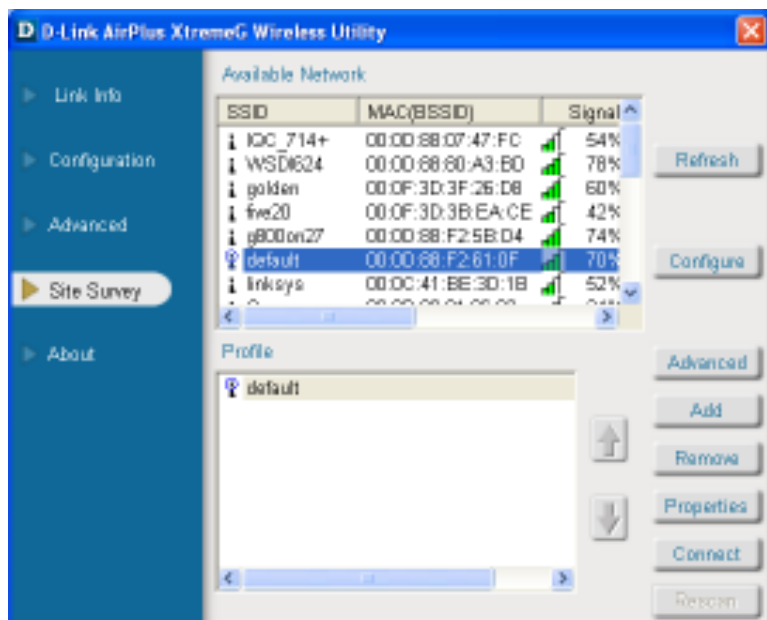 D D-Link AirPlus XtremeG Wireless Utility
Link Info
Configuration
Advanced
Site Survey
About
Available Network
SSID MAC(BSSID) Signal
00:0D:88:07:47:FC 54%
WSDI624 00:0D:88:80:A3:BD 78%
golden 00:0F:3D:3F:26:D8 60%
five20 00:0F:3D:3B:EA:CE 42%
g800on27 00:0D:88:F2:5B:D4 74%
default 00:0D:88:F2:61:0F 70%
linksys 00:0C:41:BE:3D:1B 52%
Refresh
Configure
Profile
default
Advanced
Add
Remove
Properties
Connect
Rescan